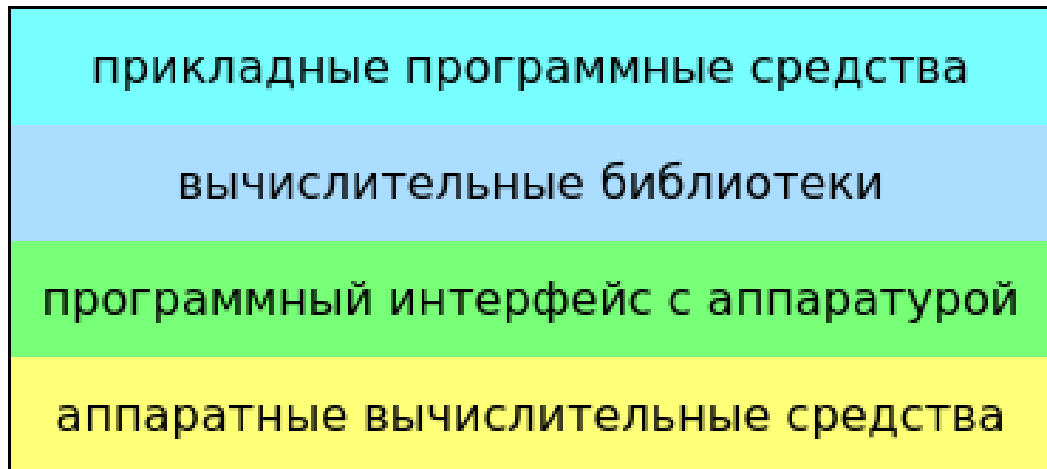 прикладные программные средства
вычислительные библиотеки
программный интерфейс с аппаратурой
аппаратные вычислительные средства